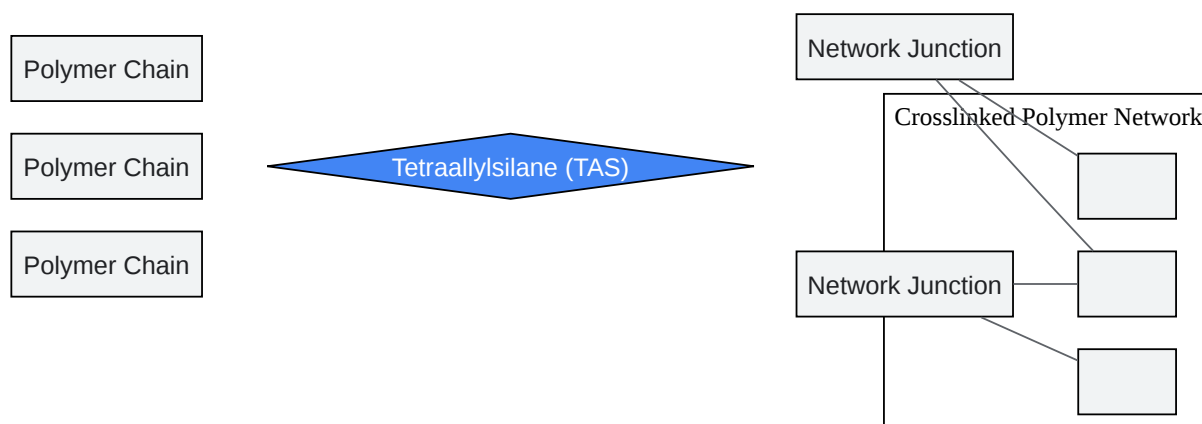 Polymer Chain
Polymer Chain
Polymer Chain
Tetraallylsilane (TAS)
Network Junction
Crosslinked Polymer Network
Network Junction